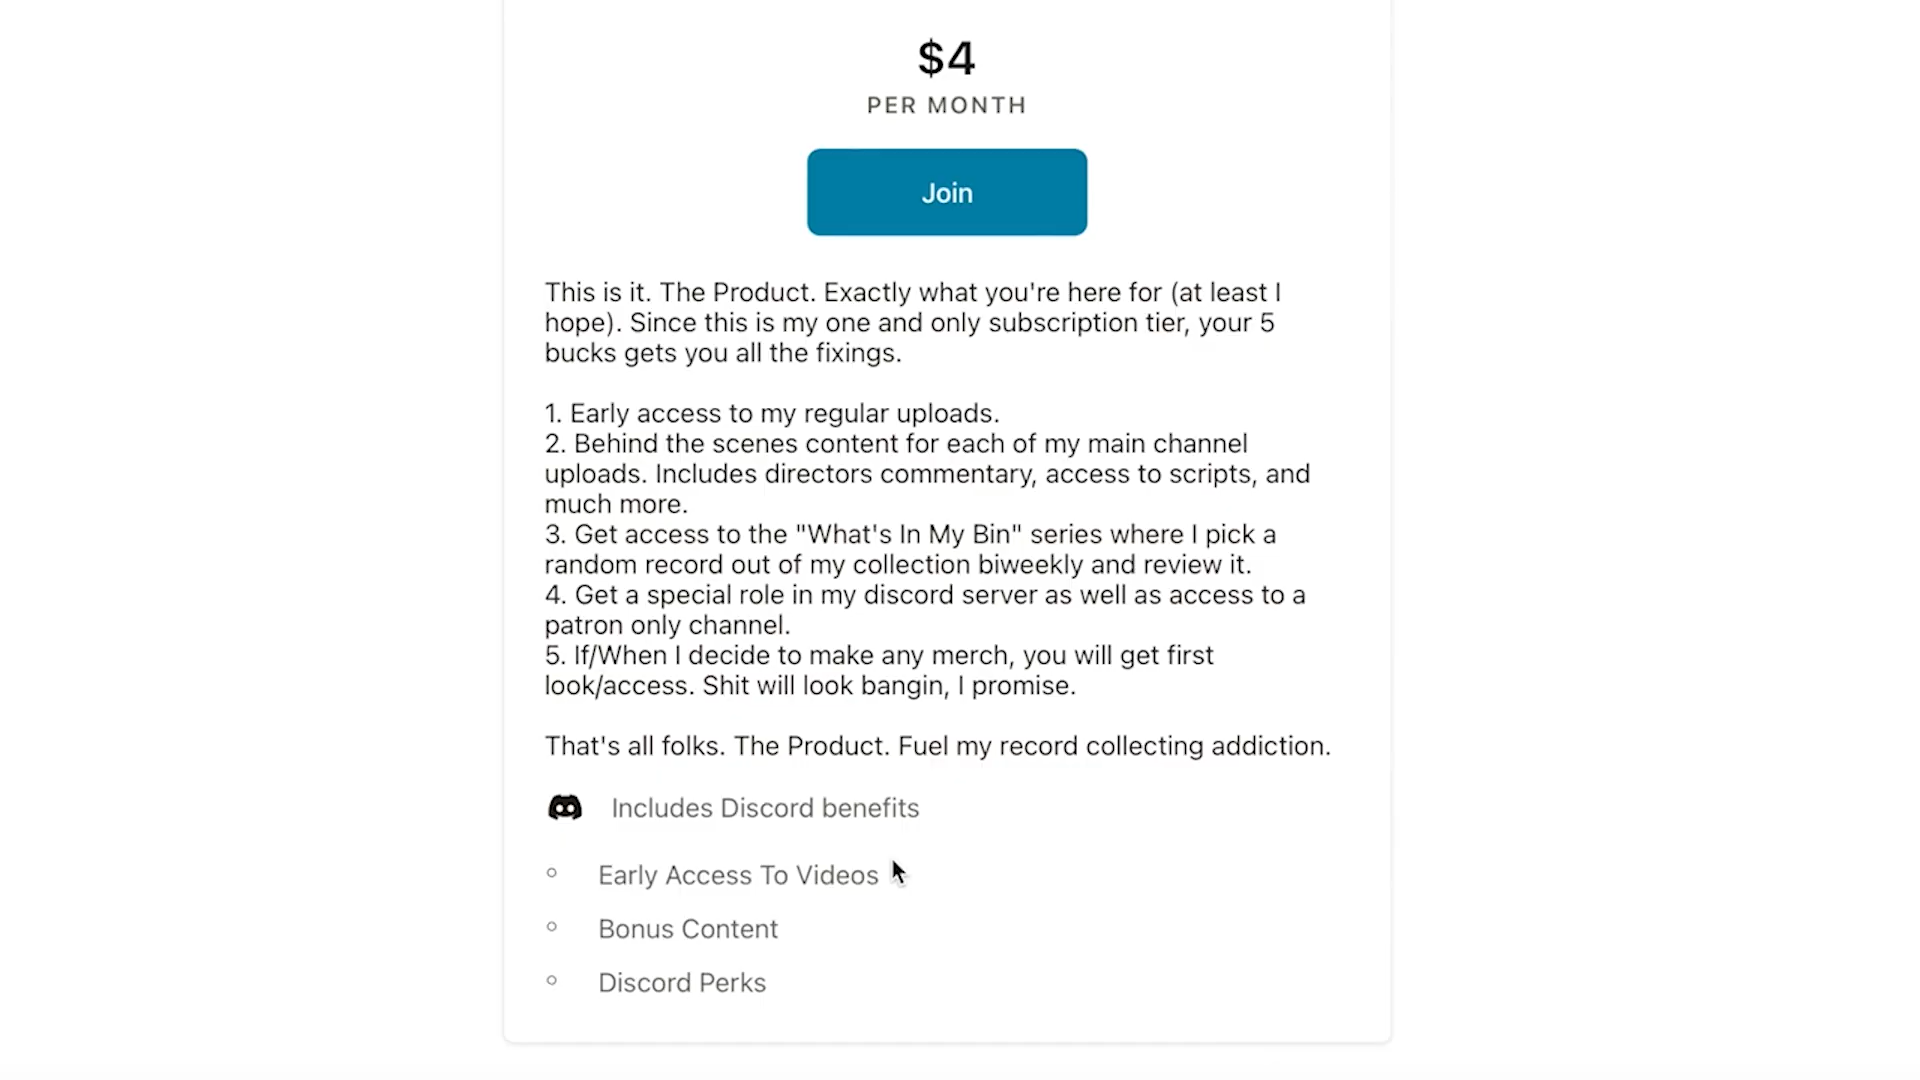 $4
PER MONTH
Join
This is it. The Product. Exactly what you're here for (at least I
hope). Since this is my one and only subscription tier, your 5
bucks gets you all the fixings.
1. Early access to my regular uploads.
2. Behind the scenes content for each of my main channel
uploads. Includes directors commentary, access to scripts, and
much more.
3. Get access to the "What's In My Bin" series where I pick a
random record out of my collection biweekly and review it.
4. Get a special role in my discord server as well as access to a
patron only channel.
5. If/When I decide to make any merch, you will get first
look/access. Shit will look bangin, I promise.
That's all folks. The Product. Fuel my record collecting addiction.
Includes Discord benefits
Early Access To Videos
Bonus Content
Discord Perks